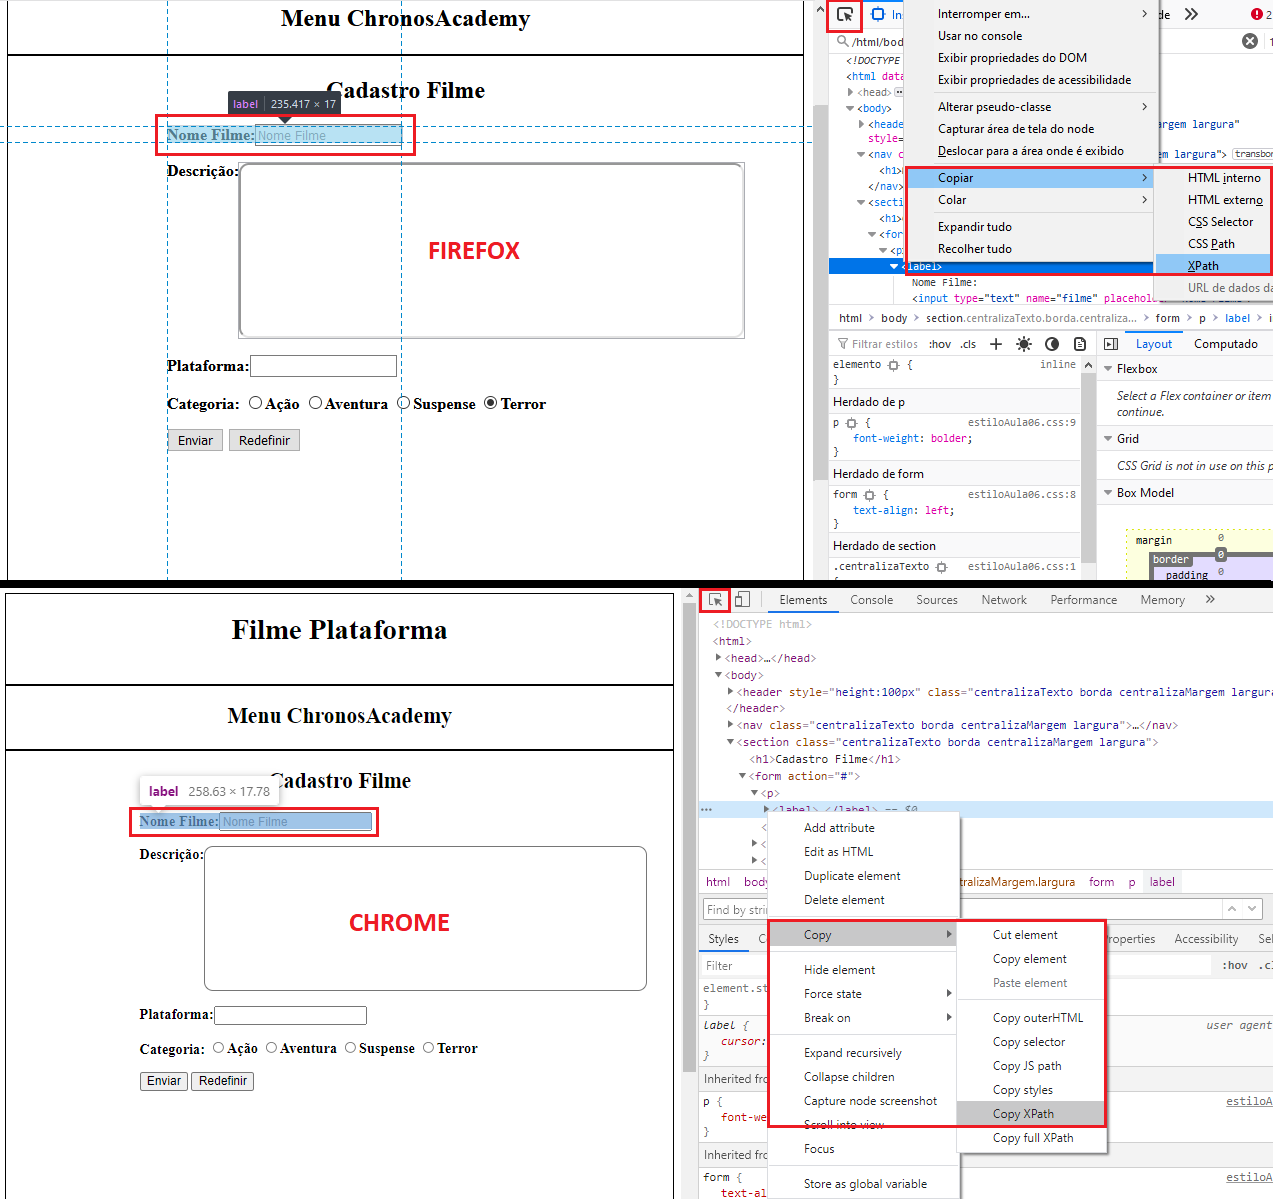 Menu ChronosAcademy
Cadastro Filme
label 235.417 × 17
Nome Filme: Nome Filme
Descrição:
FIREFOX
Plataforma:
Categoria: Ação Aventura Suspense Terror
Enviar Redefinir
Ins
2
/html/bod
<!DOCTYPE
<html data
<head>
<body>
<heade
argem largura"
style=
<nav c
em largura"> transbor
<h1>
</nav>
<secti
<h1>
<for
<p>
<label>
Nome Filme:
<input type="text" name="filme" placeholder="Nome Filme">
Interromper em...
Usar no console
Exibir propriedades do DOM
Exibir propriedades de acessibilidade
Alterar pseudo-classe
Capturar área de tela do node
Deslocar para a área onde é exibido
Copiar
Colar
Expandir tudo
Recolher tudo
HTML interno
HTML externo
CSS Selector
CSS Path
XPath
URL de dados da
html body section.centralizaTexto.borda.centraliza... form p label i
Filtrar estilos :hov .cls
Layout Computado
elemento { inline
}
Herdado de p
p { estiloAula06.css:9
font-weight: bolder;
}
Herdado de form
form { estiloAula06.css:8
text-align: left;
}
Herdado de section
.centralizaTexto estiloAula06.css:1
Flexbox
Select a Flex container or item
continue.
Grid
CSS Grid is not in use on this p
Box Model
margin 0
border 0
padding 0
Filme Plataforma
Menu ChronosAcademy
Cadastro Filme
label 258.63 × 17.78
Nome Filme: Nome Filme
Descrição:
CHROME
Plataforma:
Categoria: Ação Aventura Suspense Terror
Enviar Redefinir
Elements Console Sources Network Performance Memory
<!DOCTYPE html>
<html>
<head>…</head>
<body>
<header style="height:100px" class="centralizaTexto borda centralizaMargem largura
</header>
<nav class="centralizaTexto borda centralizaMargem largura">…</nav>
<section class="centralizaTexto borda centralizaMargem largura">
<h1>Cadastro Filme</h1>
<form action="#">
<p>
<label>…</label> == $0
html body tralizaMargem.largura form p label
Find by strin
Styles C roperties Accessibility Se
Filter :hov .cl
element.st
}
label { user agent
cursor:
}
Inherited fro
p { estiloA
font-we
}
Inherited fro
form { estiloA
text-al
Add attribute
Edit as HTML
Duplicate element
Delete element
Copy
Hide element
Force state
Break on
Expand recursively
Collapse children
Capture node screenshot
Scroll into view
Focus
Store as global variable
Cut element
Copy element
Paste element
Copy outerHTML
Copy selector
Copy JS path
Copy styles
Copy XPath
Copy full XPath